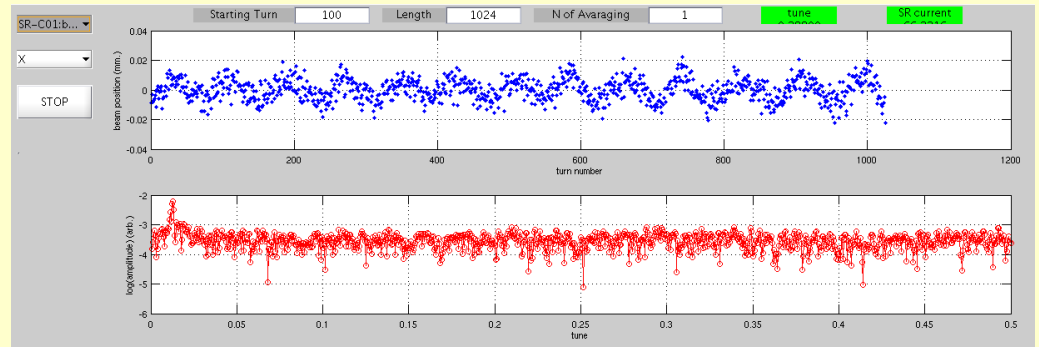 SR-C01:b...
Starting Turn 100 Length 1024 N of Avaraging 1 tune SR current
X
STOP
0.04
0.02
0
-0.02
-0.04
beam position (mm.)
0 200 400 600 800 1000 1200
turn number
-2
-3
-4
-5
-6
log(amplitude) (arb.)
0 0.05 0.1 0.15 0.2 0.25 0.3 0.35 0.4 0.45 0.5
tune